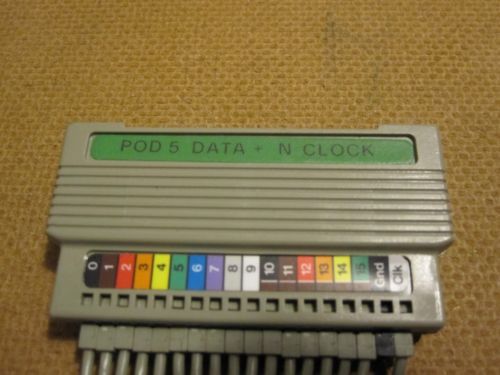 POD 5 DATA + N CLOCK
0 1 2 3 4 5 6 7 8 9 10 11 12 13 14 15 Gnd Clk